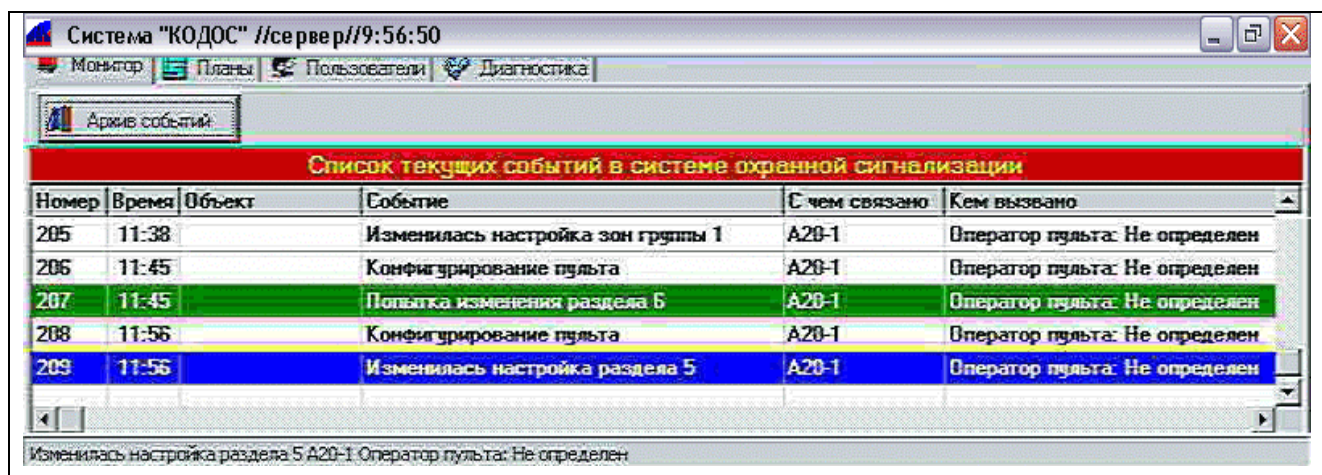 Система "КОДОС" //сервер//9:56:50
Монитор Планы Пользователи Диагностика
Архив событий
Список текущих событий в системе охранной сигнализации
Номер Время Объект Событие С чем связано Кем вызвано
205 11:38 Изменилась настройка зон группы 1 А20-1 Оператор пульта: Не определен
206 11:45 Конфигурирование пульта А20-1 Оператор пульта: Не определен
207 11:45 Попытка изменения раздела 6 А20-1 Оператор пульта: Не определен
208 11:56 Конфигурирование пульта А20-1 Оператор пульта: Не определен
209 11:56 Изменилась настройка раздела 5 А20-1 Оператор пульта: Не определен
Изменилась настройка раздела 5 А20-1 Оператор пульта: Не определен